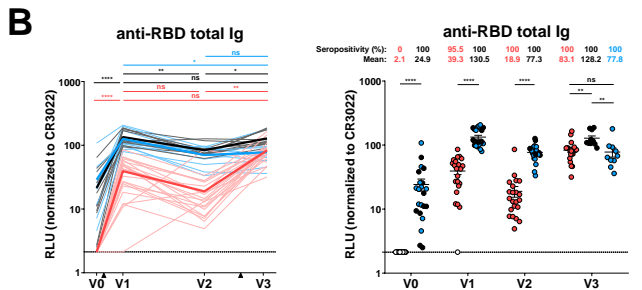 B
anti-RBD total Ig
ns
*
** *
ns
ns **
**** ns
RLU (normalized to CR3022)
1000
100
10
1
V0 V1 V2 V3
anti-RBD total Ig
Seropositivity (%): 0 100 95.5 100 100 100 100 100 100
Mean: 2.1 24.9 39.3 130.5 18.9 77.3 83.1 128.2 77.8
**** **** **** ns
** **
RLU (normalized to CR3022)
1000
100
10
1
V0 V1 V2 V3